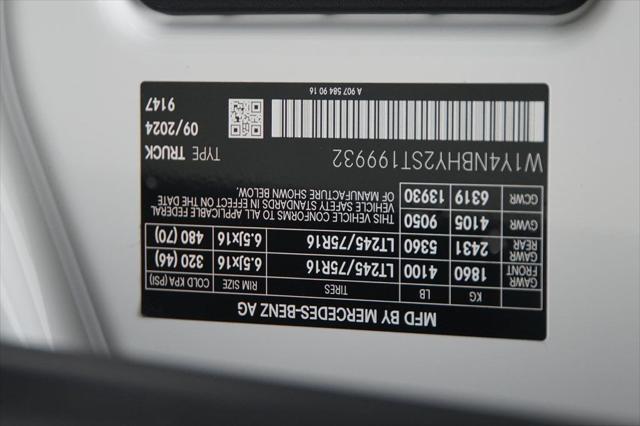 MFD BY MERCEDES-BENZ AG
KG LB TIRES RIM SIZE COLD KPA (PSI)
GAWR FRONT 1860 4100 LT245/75R16 6.5Jx16 320 (46)
GAWR REAR 2431 5360 LT245/75R16 6.5Jx16 480 (70)
GVWR 4105 9050
GCWR 6319 13930
THIS VEHICLE CONFORMS TO ALL APPLICABLE FEDERAL
VEHICLE SAFETY STANDARDS IN EFFECT ON THE DATE
OF MANUFACTURE SHOWN BELOW.
W1Y4NBHY2ST199932 TYPE TRUCK
09/2024
9147
A 907 584 90 16